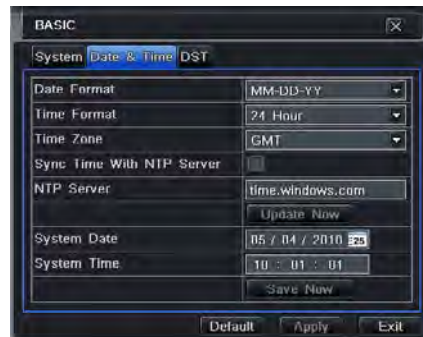 BASIC
System Date & Time DST
Date Format MM-DD-YY
Time Format 24 Hour
Time Zone GMT
Sync Time With NTP Server
NTP Server time.windows.com
Update Now
System Date 05 / 04 / 2010
System Time 10 : 01 : 01
Save Now
Default Apply Exit